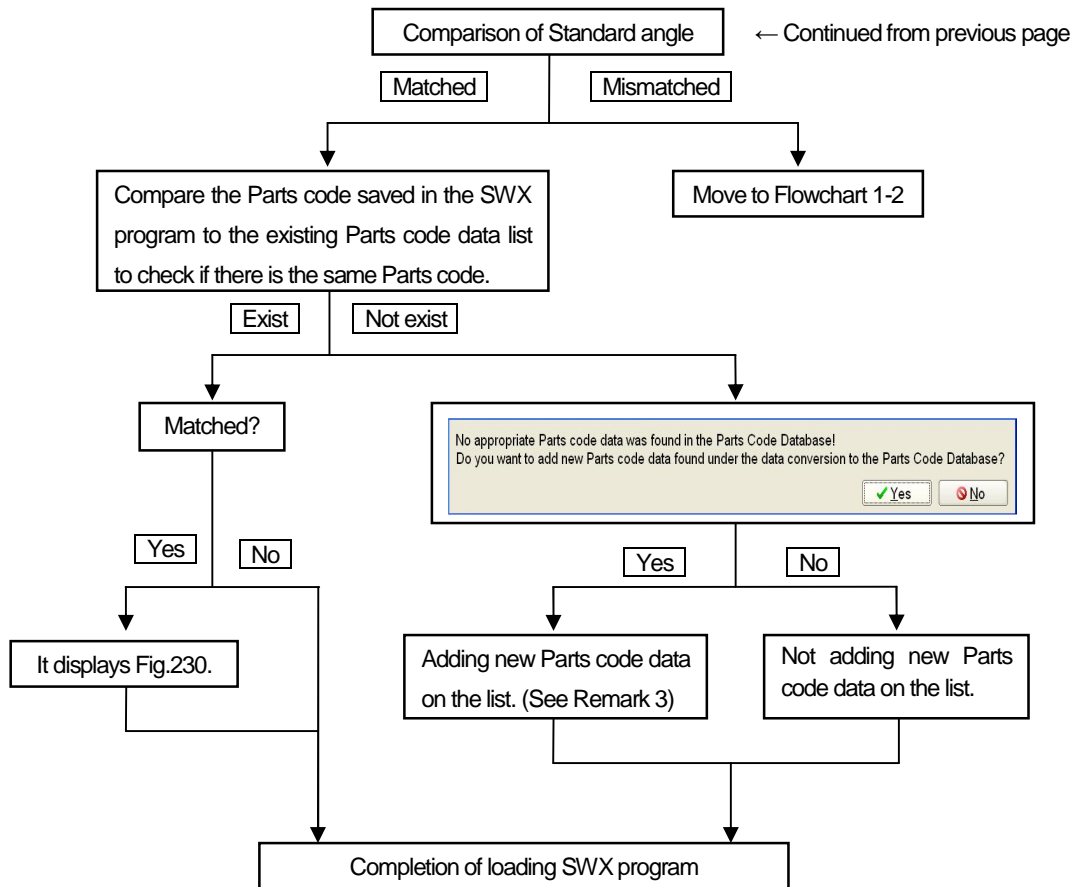 Comparison of Standard angle
← Continued from previous page
Matched
Mismatched
Compare the Parts code saved in the SWX
program to the existing Parts code data list
to check if there is the same Parts code.
Move to Flowchart 1-2
Exist
Not exist
Matched?
No appropriate Parts code data was found in the Parts Code Database!
Do you want to add new Parts code data found under the data conversion to the Parts Code Database?
Yes
No
Yes
No
Yes
No
It displays Fig.230.
Adding new Parts code data
on the list. (See Remark 3)
Not adding new Parts
code data on the list.
Completion of loading SWX program